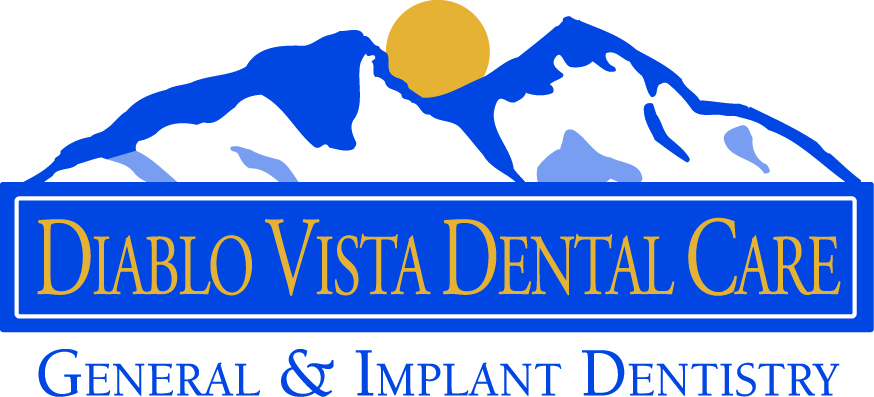 Diablo Vista Dental Care
General & Implant Dentistry